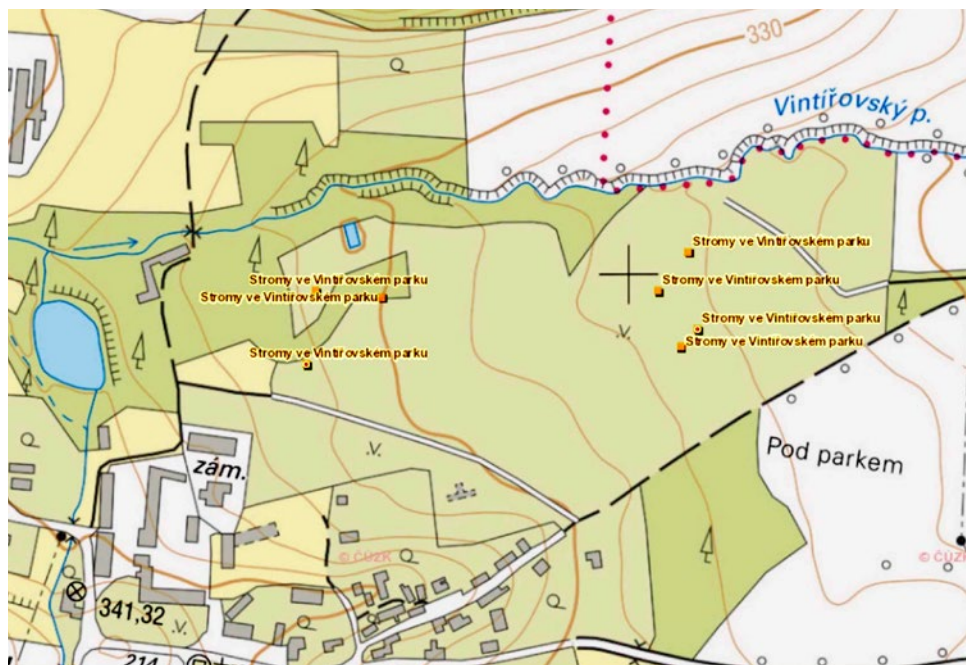 330
Vintířovský p.
Stromy ve Vintířovském parku
Stromy ve Vintířovském parku
Stromy ve Vintířovském parku
Stromy ve Vintířovském parku
Stromy ve Vintířovském parku
Stromy ve Vintířovském parku
Stromy ve Vintířovském parku
Pod parkem
zám.
© ČÚZK
© ČÚZK
341,32
214